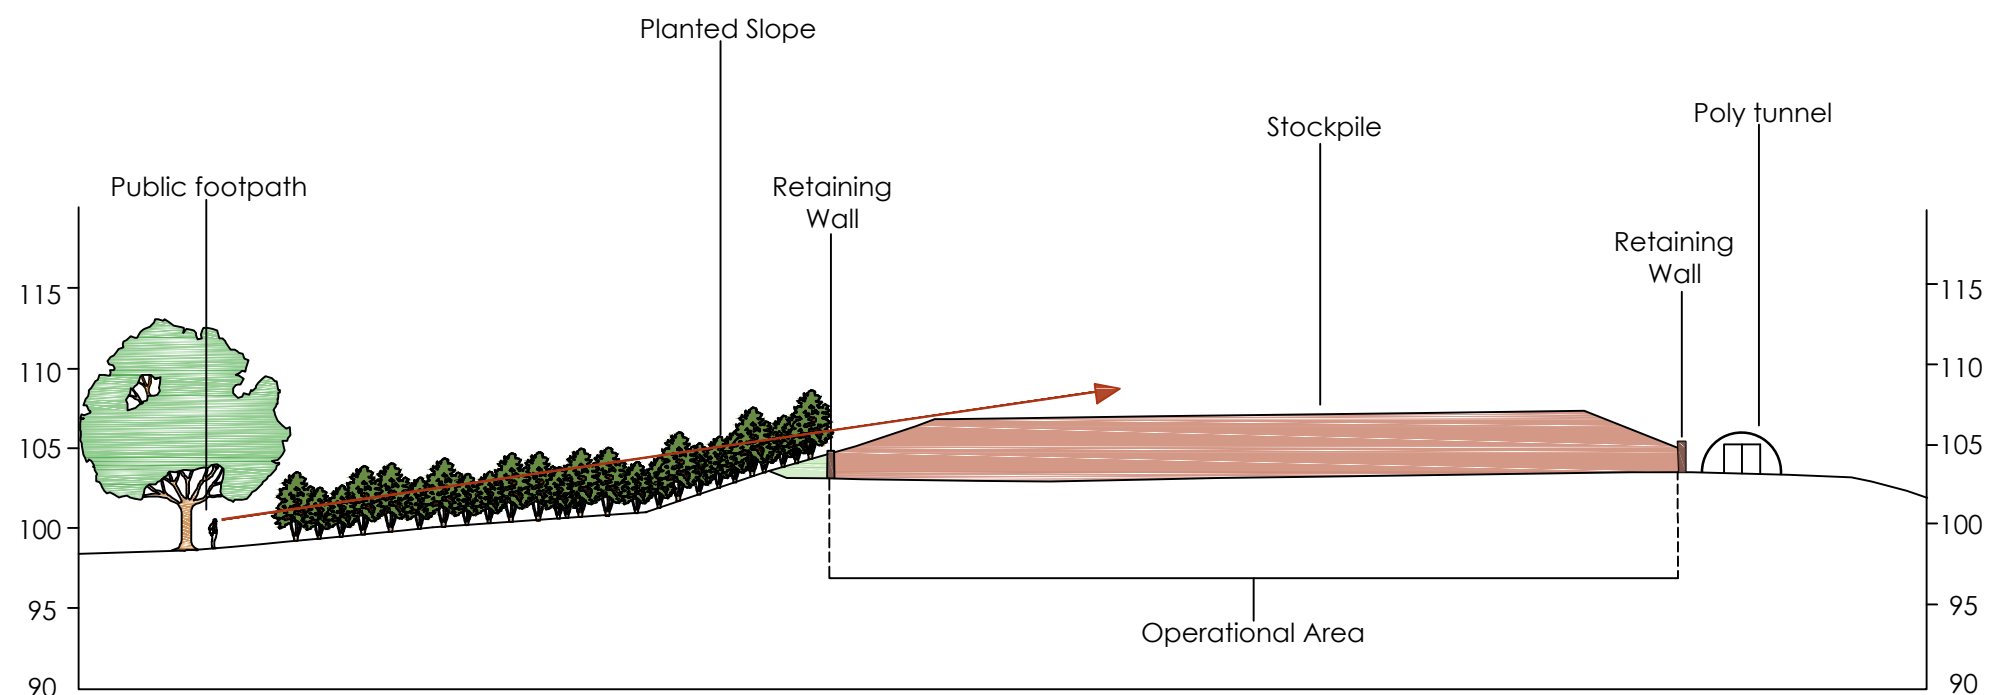 Planted Slope
Poly tunnel
Stockpile
Public footpath
Retaining
Wall
Retaining
Wall
115
110
105
100
95
90
115
110
105
100
95
90
Operational Area